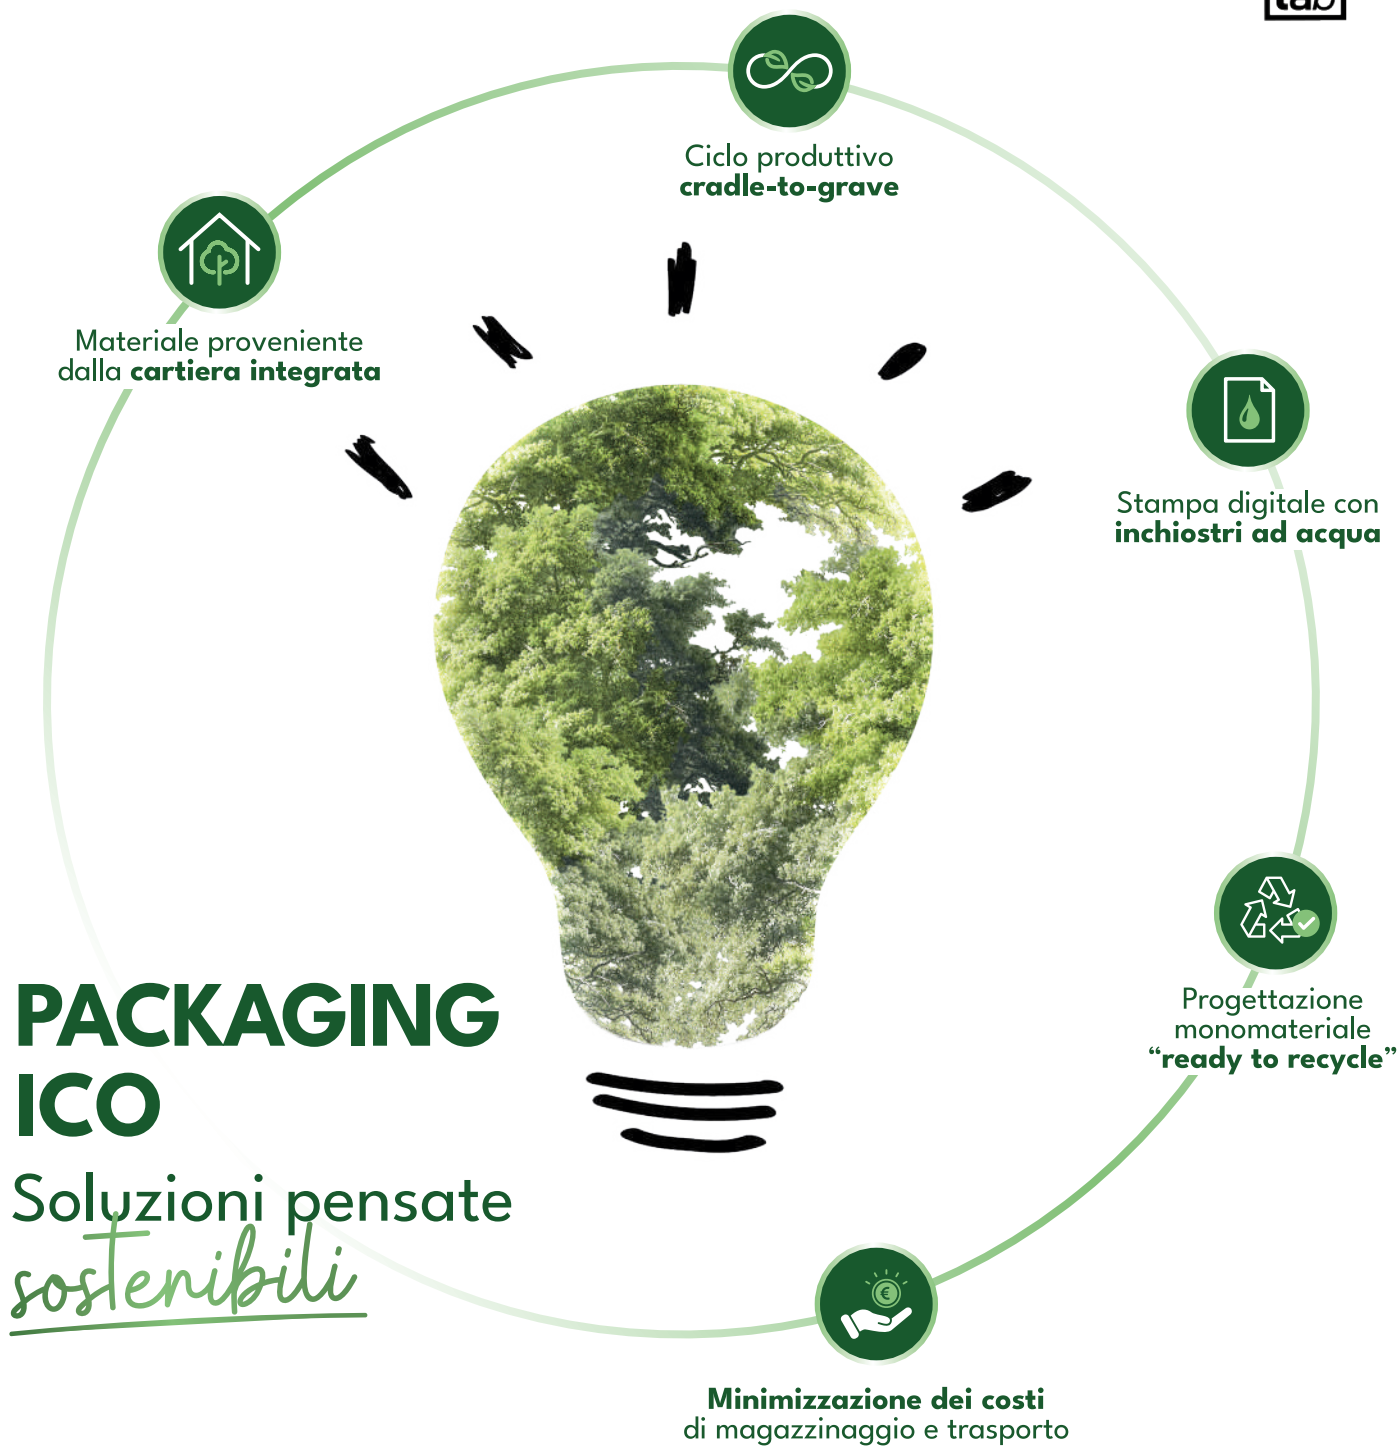 Ciclo produttivo
cradle-to-grave
Materiale proveniente
dalla cartiera integrata
Stampa digitale con
inchiostri ad acqua
Progettazione
monomateriale
“ready to recycle”
PACKAGING
ICO
Soluzioni pensate
sostenibili
€
Minimizzazione dei costi
di magazzinaggio e trasporto